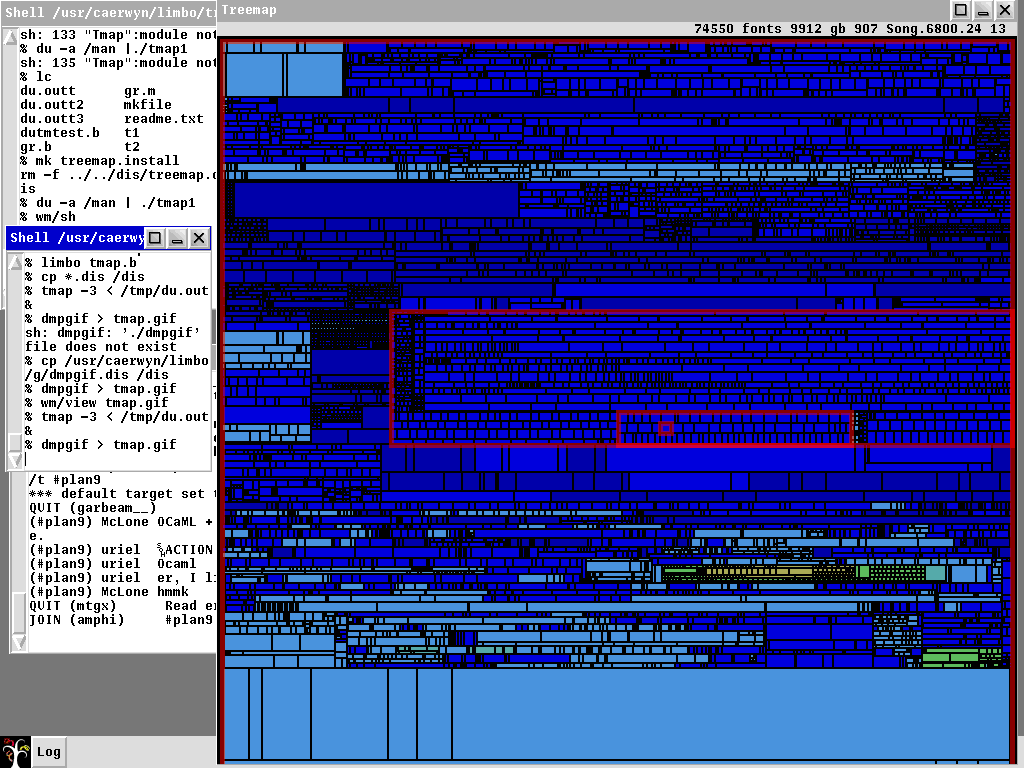 Shell /usr/caerwyn/limbo/t
Treemap
74550 fonts 9912 gb 907 Song.6800.24 13
sh: 133 "Tmap":module not
% du -a /man |./tmap1
sh: 135 "Tmap":module not
% lc
du.outt gr.m
du.outt2 mkfile
du.outt3 readme.txt
dutmtest.b t1
gr.b t2
% mk treemap.install
rm -f ../../dis/treemap.
is
% du -a /man | ./tmap1
% wm/sh
Shell /usr/caerwy
% limbo tmap.b
% cp *.dis /dis
% tmap -3 < /tmp/du.out
&
% dmpgif > tmap.gif
sh: dmpgif: './dmpgif'
file does not exist
% cp /usr/caerwyn/limbo
/g/dmpgif.dis /dis
% dmpgif > tmap.gif
% wm/view tmap.gif
% tmap -3 < /tmp/du.out
&
% dmpgif > tmap.gif
/t #plan9
*** default target set
QUIT (garbeam__)
(#plan9) McLone OCaML +
e.
(#plan9) uriel ACTION
(#plan9) uriel Ocaml
(#plan9) uriel er, I
(#plan9) McLone hmmk
QUIT (mtgx) Read
JOIN (amphi) #plan9
Log